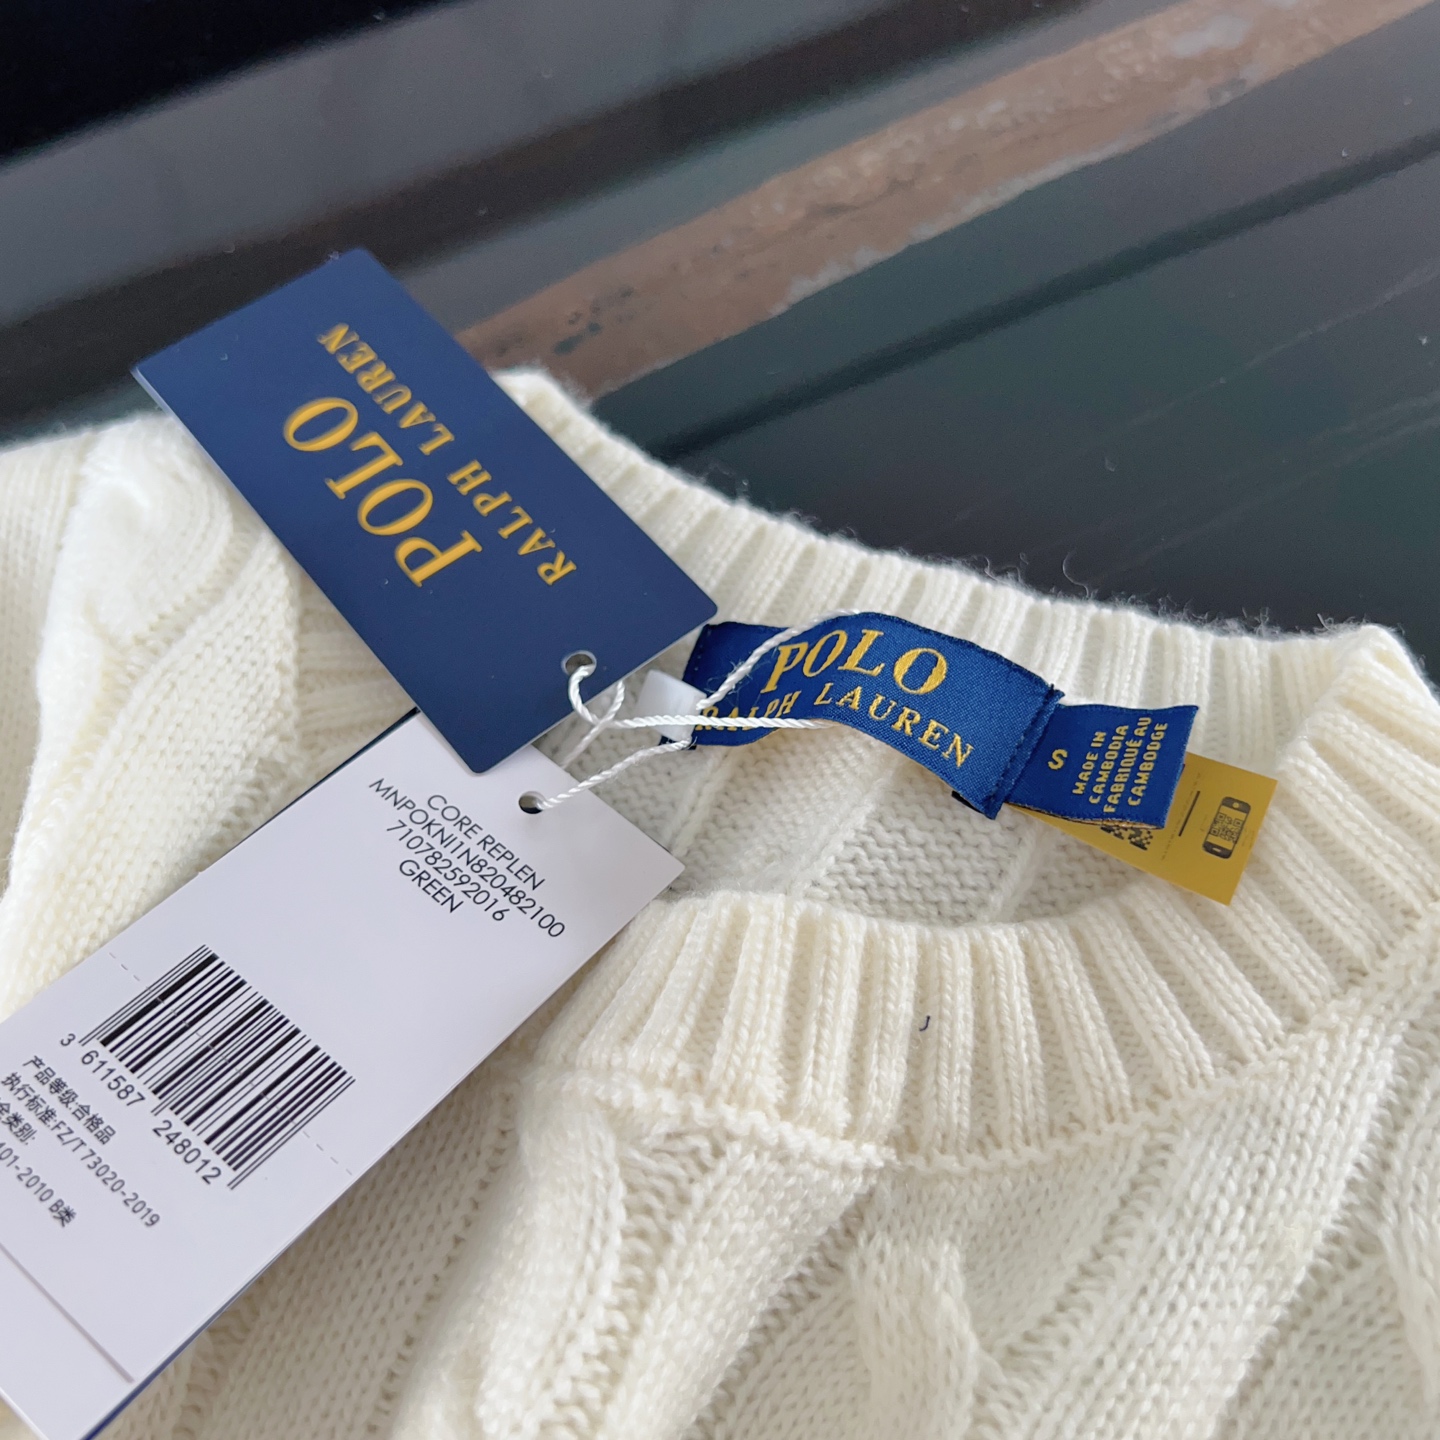 POLO
RALPH LAUREN
POLO
RALPH LAUREN
S
MADE IN
CAMBODIA
FABRIQUÉ AU
CAMBODGE
CORE REPLEN
MNPOKNI1N820482100
710782592016
GREEN
3 611587 248012
产品等级:合格品
执行标准:FZ/T 73020-2019
全类别:
401-2010 B类